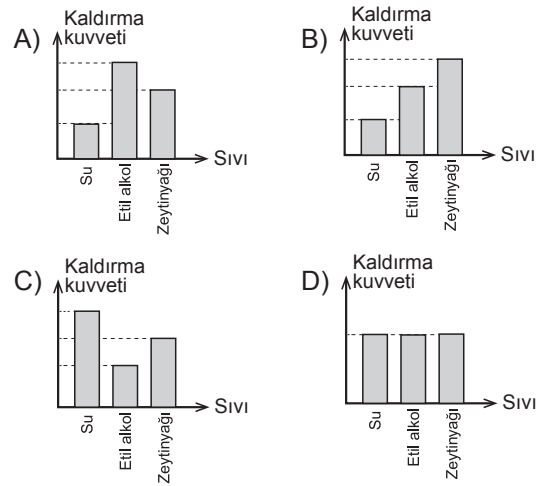 A)
Kaldırma
kuvveti
Su
Etil alkol
Zeytinyağı
Sıvı
B)
Kaldırma
kuvveti
Su
Etil alkol
Zeytinyağı
Sıvı
C)
Kaldırma
kuvveti
Su
Etil alkol
Zeytinyağı
Sıvı
D)
Kaldırma
kuvveti
Su
Etil alkol
Zeytinyağı
Sıvı